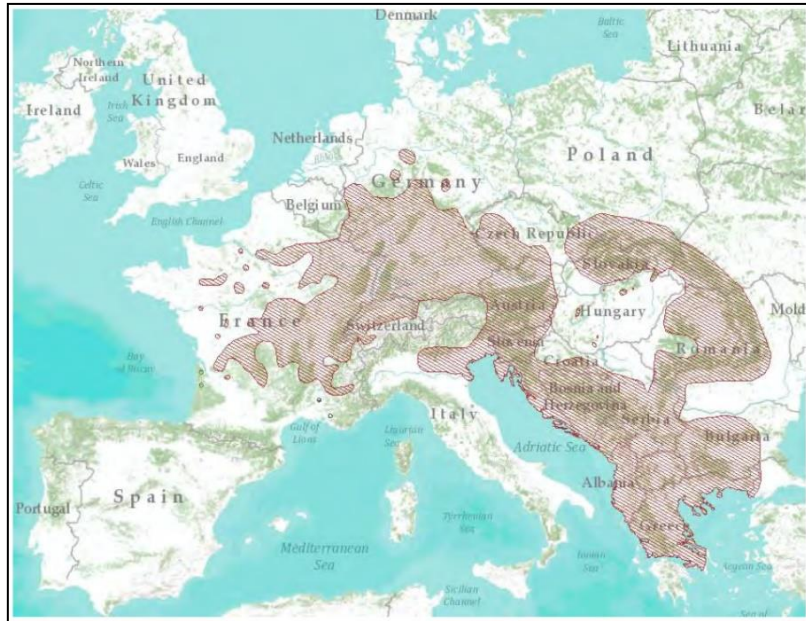 Denmark
Baltic
Sea
Lithuania
Northern
Ireland
United
Kingdom
Ireland
Irish
Sea
Belar
Netherlands
Poland
Wales
England
Germany
Celtic
Sea
Belgium
English Channel
Czech Republic
Slovakia
Austria
Hungary
Mold
France
Switzerland
Slovenia
Romania
Bay
of Biscay
Croatia
Bosnia and
Herzegovina
Serbia
Italy
Gulf of
Lions
Ligurian
Sea
Bulgaria
Adriatic Sea
Spain
Portugal
Albania
Tyrrhenian
Sea
Greece
Mediterranean
Sea
Ionian
Sea
Aegean Sea
Sicilian
Channel
Sea of